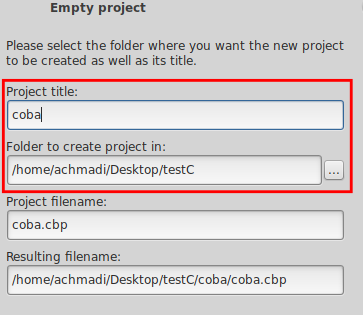 Empty project
Please select the folder where you want the new project
to be created as well as its title.
Project title:
coba
Folder to create project in:
/home/achmadi/Desktop/testC
...
Project filename:
coba.cbp
Resulting filename:
/home/achmadi/Desktop/testC/coba/coba.cbp